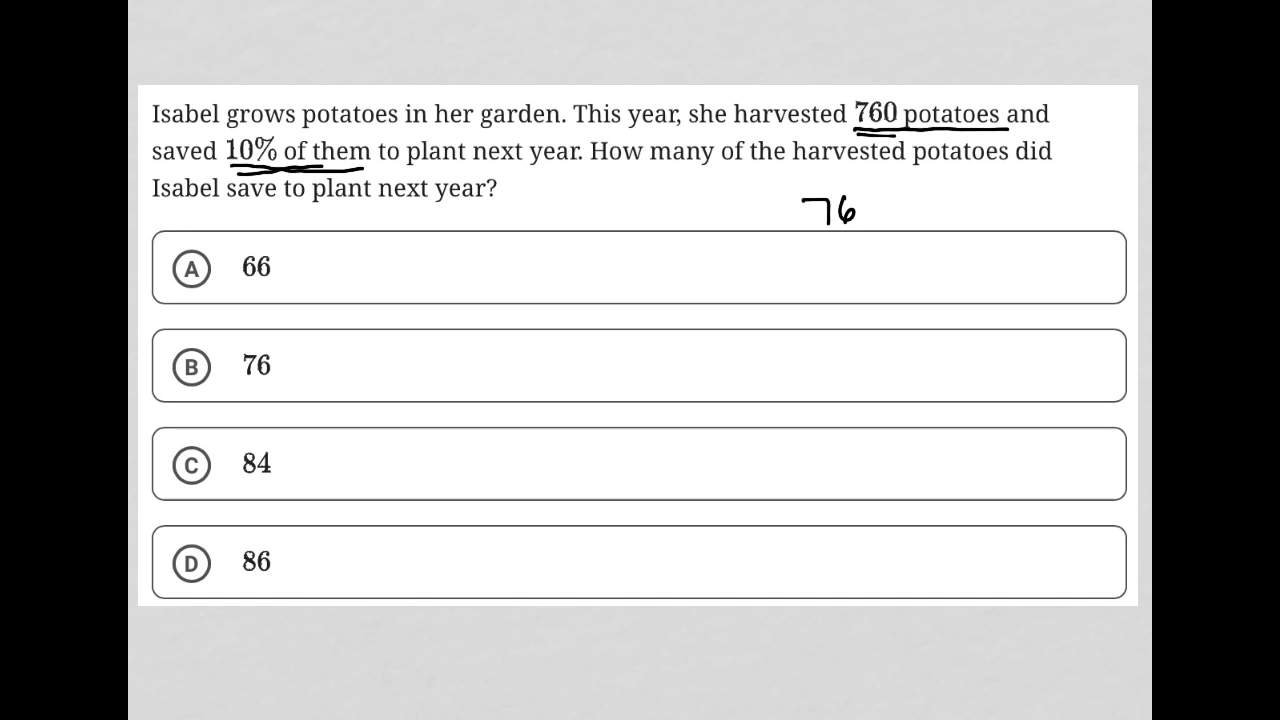 Isabel grows potatoes in her garden. This year, she harvested 760 potatoes and
saved 10% of them to plant next year. How many of the harvested potatoes did
Isabel save to plant next year?
76
A 66
B 76
C 84
D 86